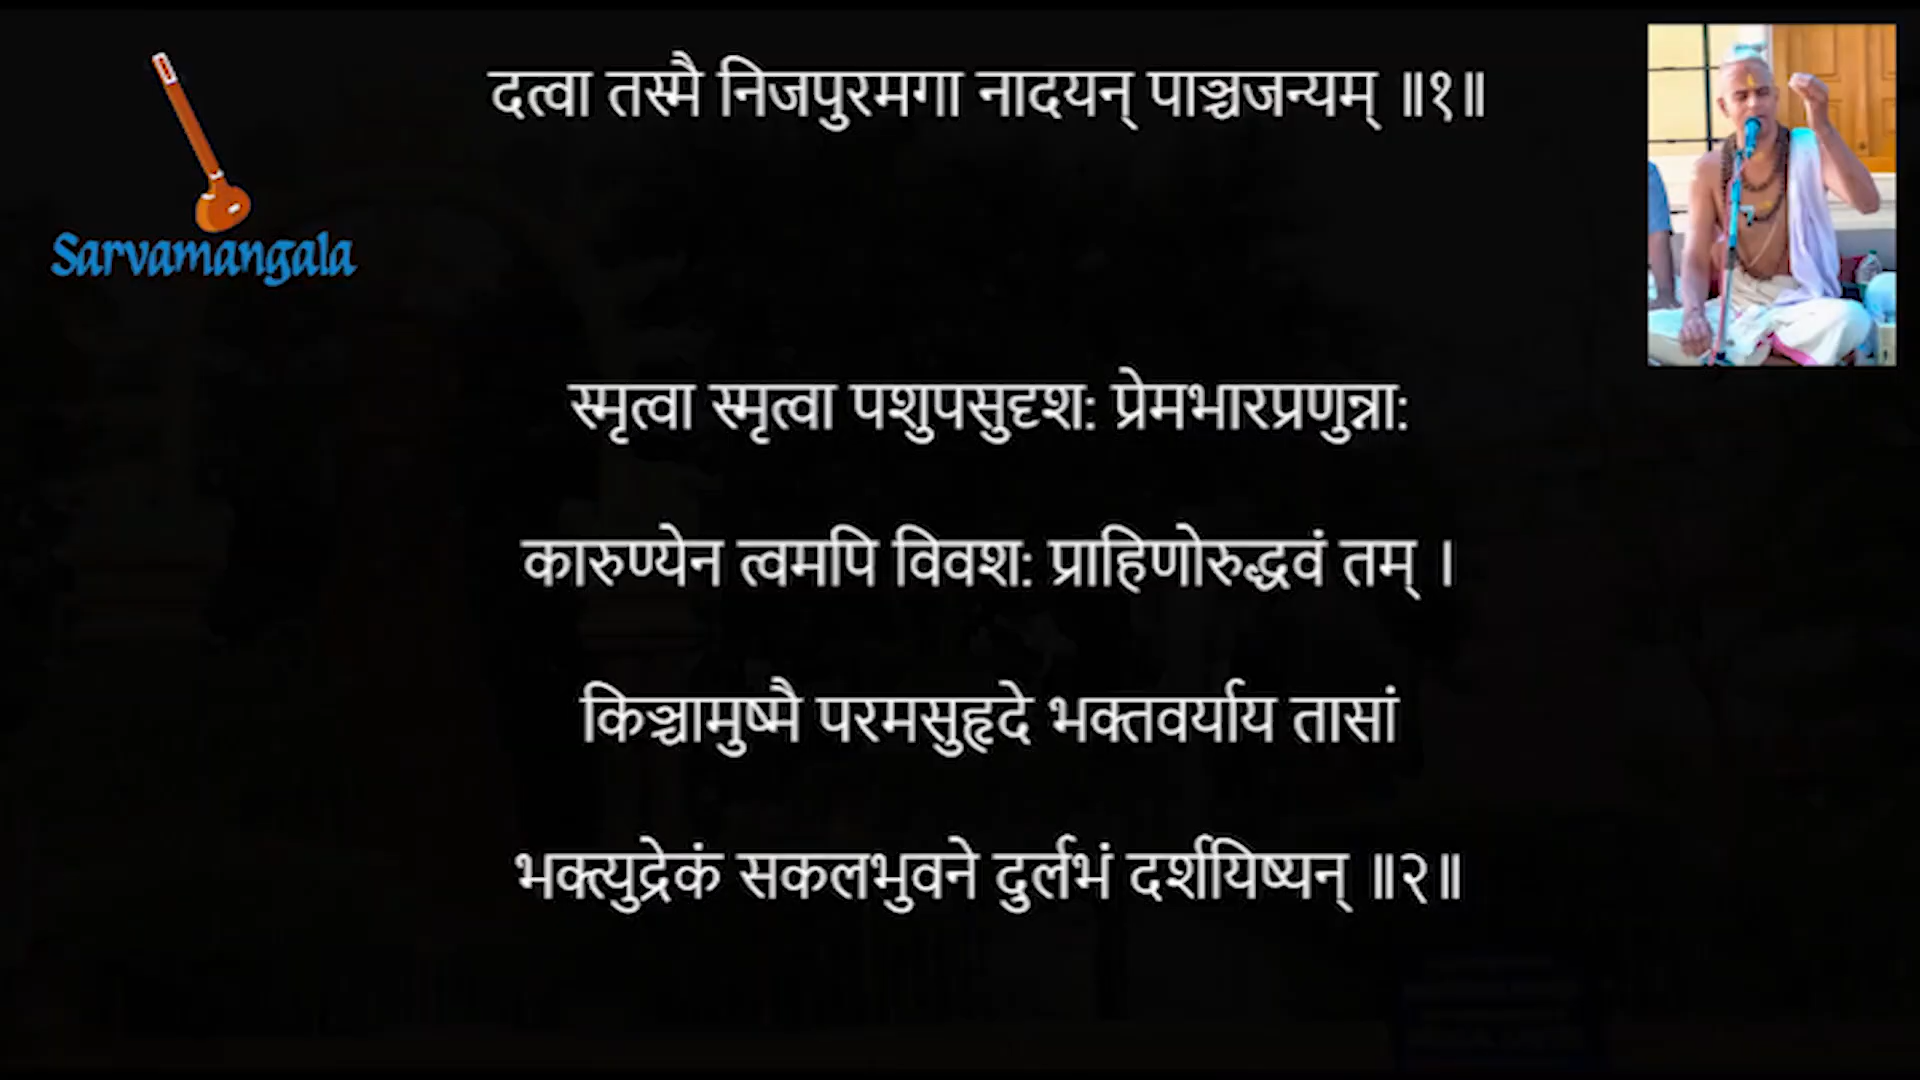 Sarvamangala
दत्वा तस्मै निजपुरमगा नादयन् पाञ्चजन्यम् ॥१॥
स्मृत्वा स्मृत्वा पशुपसुदृशः प्रेमभारप्रणुन्नाः
कारुण्येन त्वमपि विवशः प्राहिणोरुद्धवं तम् ।
किञ्चामुष्मै परमसुहृदे भक्तवर्याय तासां
भक्त्युद्रेकं सकलभुवने दुर्लभं दर्शयिष्यन् ॥२॥